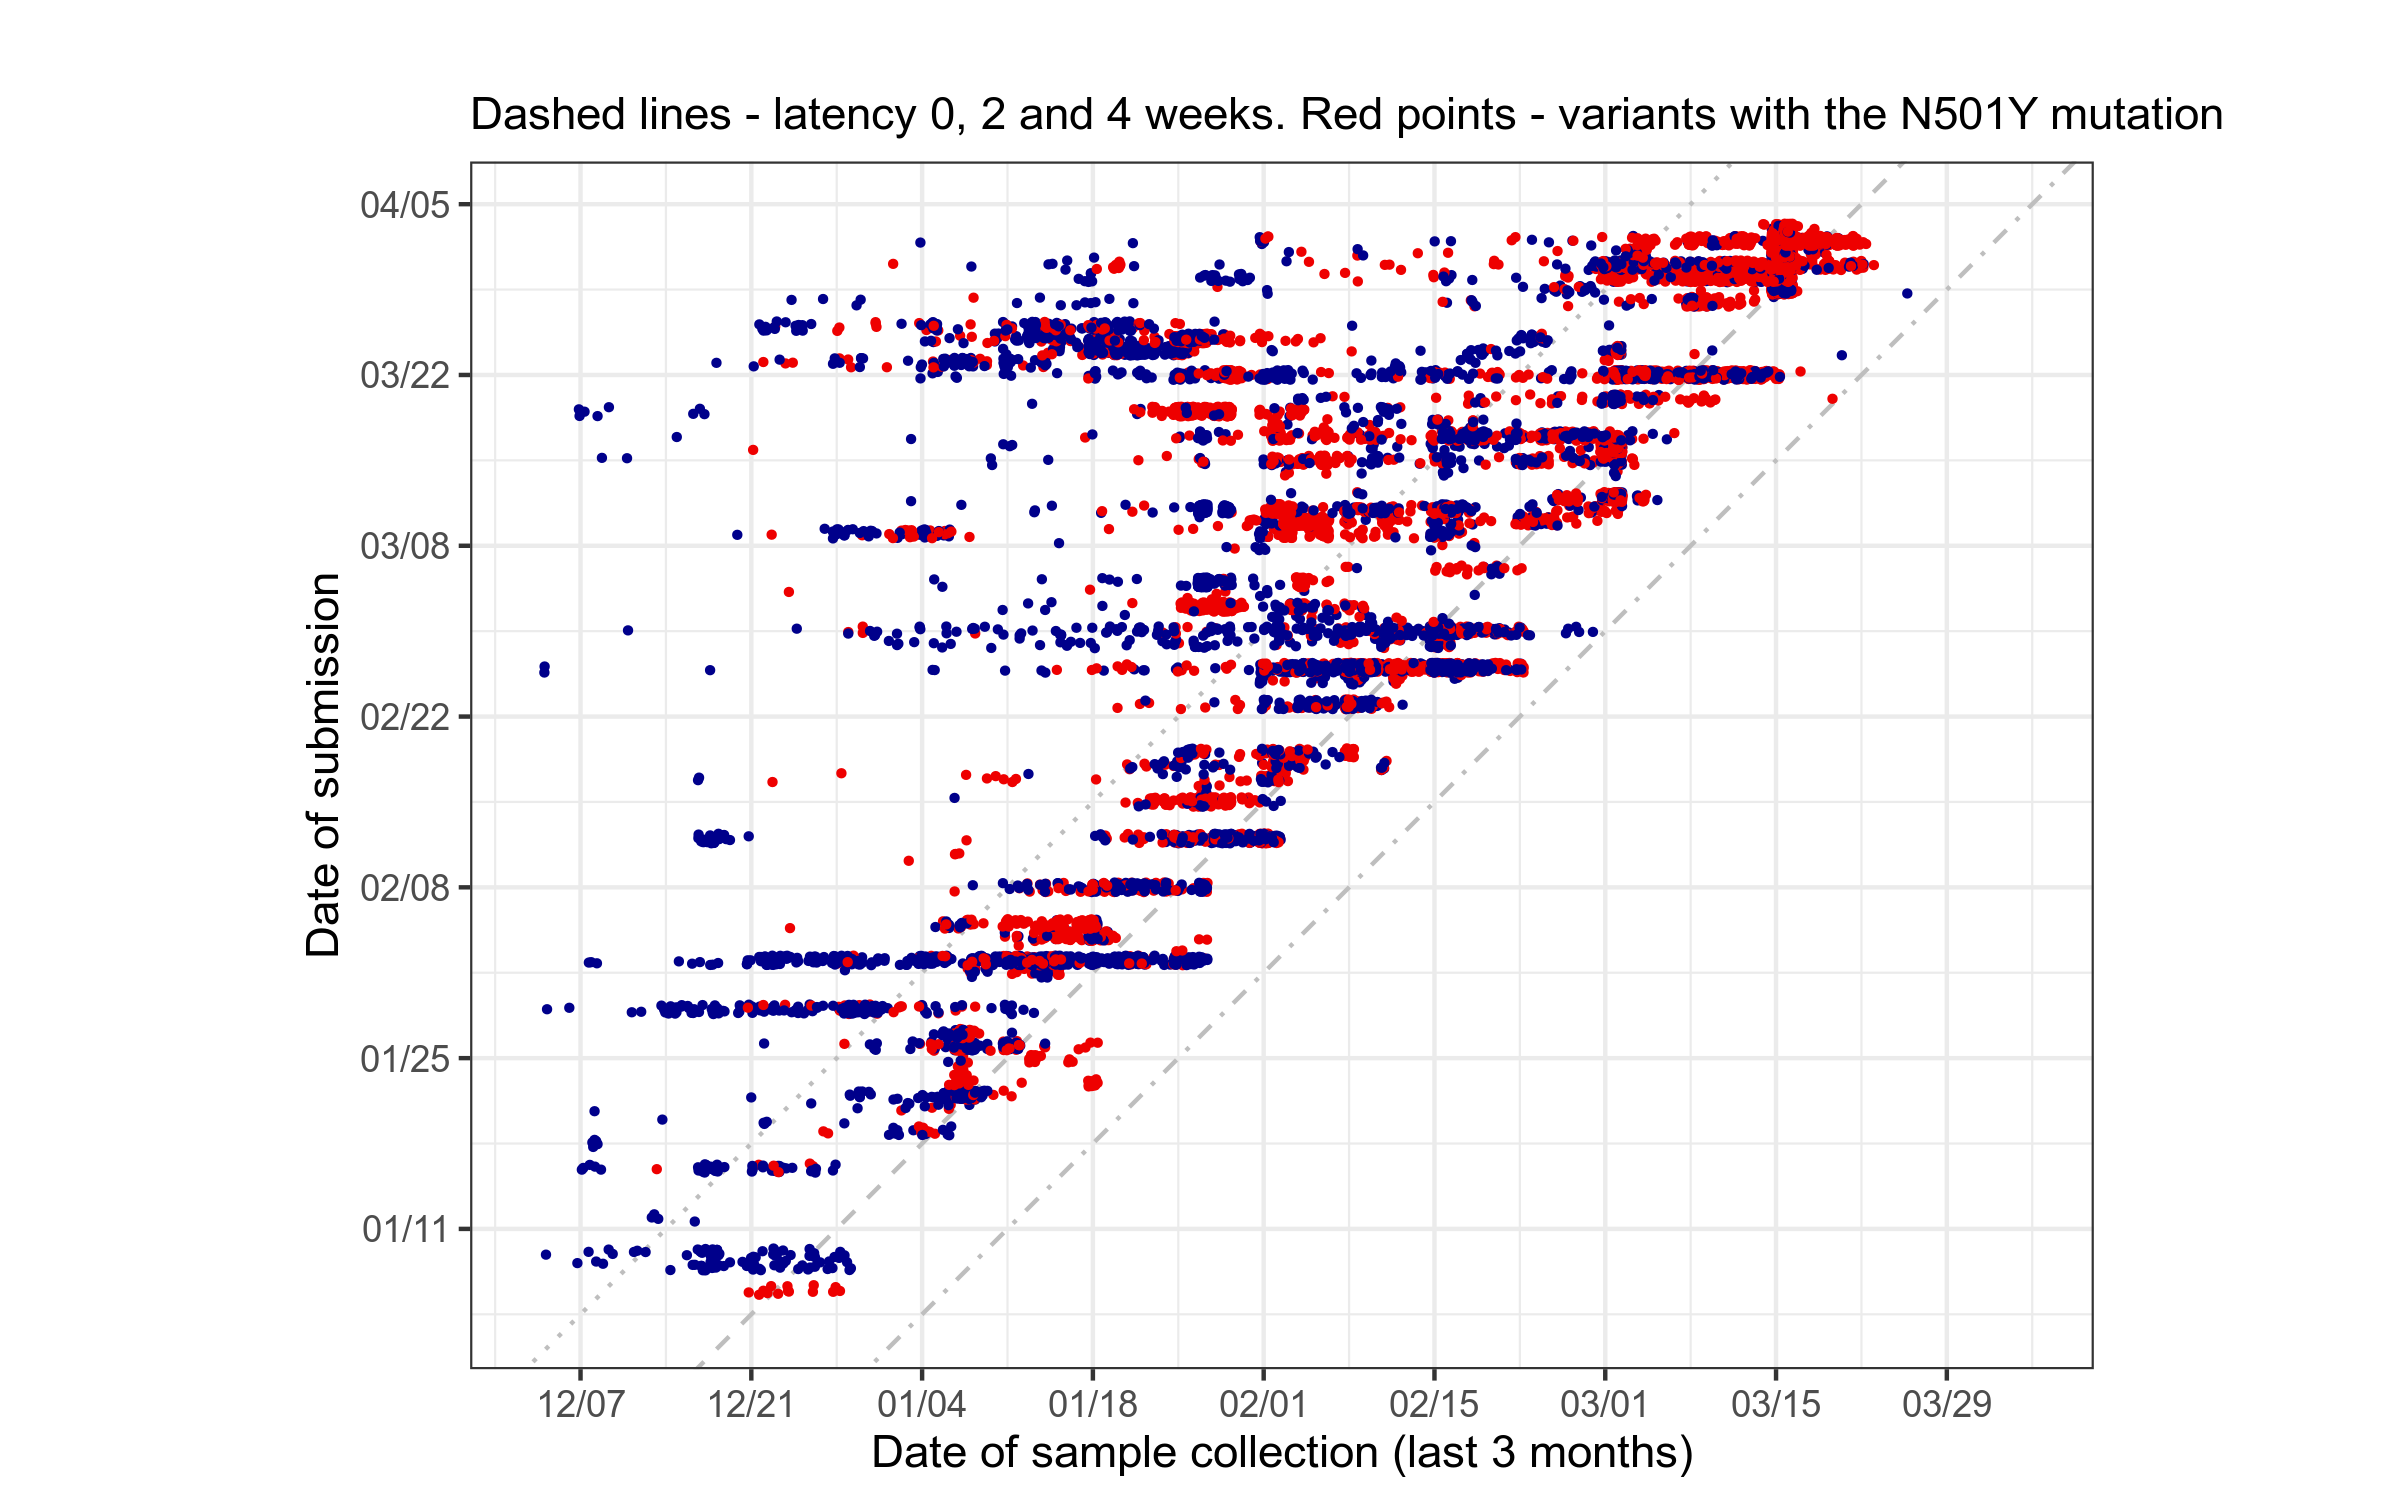 Dashed lines - latency 0, 2 and 4 weeks. Red points - variants with the N501Y mutation
Date of submission
04/05
03/22
03/08
02/22
02/08
01/25
01/11
12/07 12/21 01/04 01/18 02/01 02/15 03/01 03/15 03/29
Date of sample collection (last 3 months)